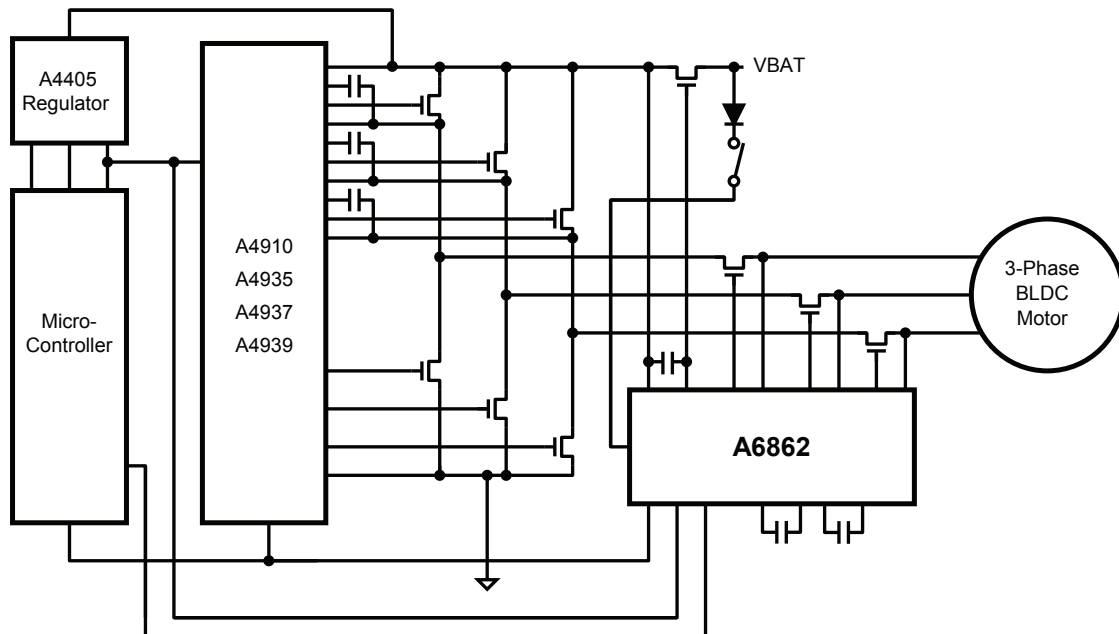 A4405
Regulator
VBAT
A4910
A4935
A4937
A4939
Micro-
Controller
3-Phase
BLDC
Motor
A6862